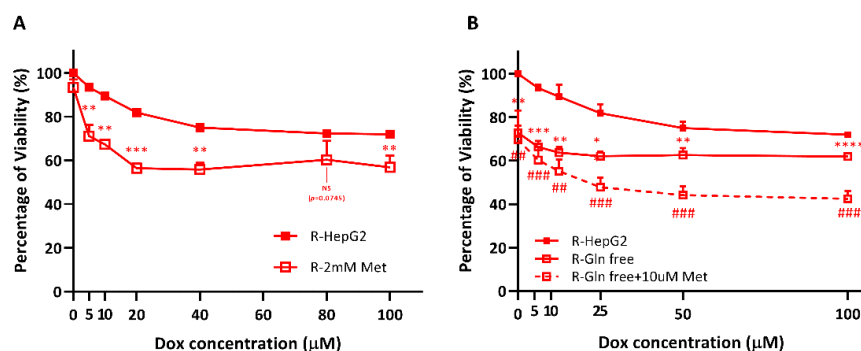 A
Percentage of Viability (%)
100
80
60
40
20
0
**
**
***
**
**
NS
(p=0.0745)
R-HepG2
R-2mM Met
0 5 10 20 40 60 80 100
Dox concentration (μM)
B
Percentage of Viability (%)
100
80
60
40
20
0
**
***
**
*
**
****
##
###
##
###
###
###
R-HepG2
R-Gln free
R-Gln free+10uM Met
0 5 10 25 50 100
Dox concentration (μM)